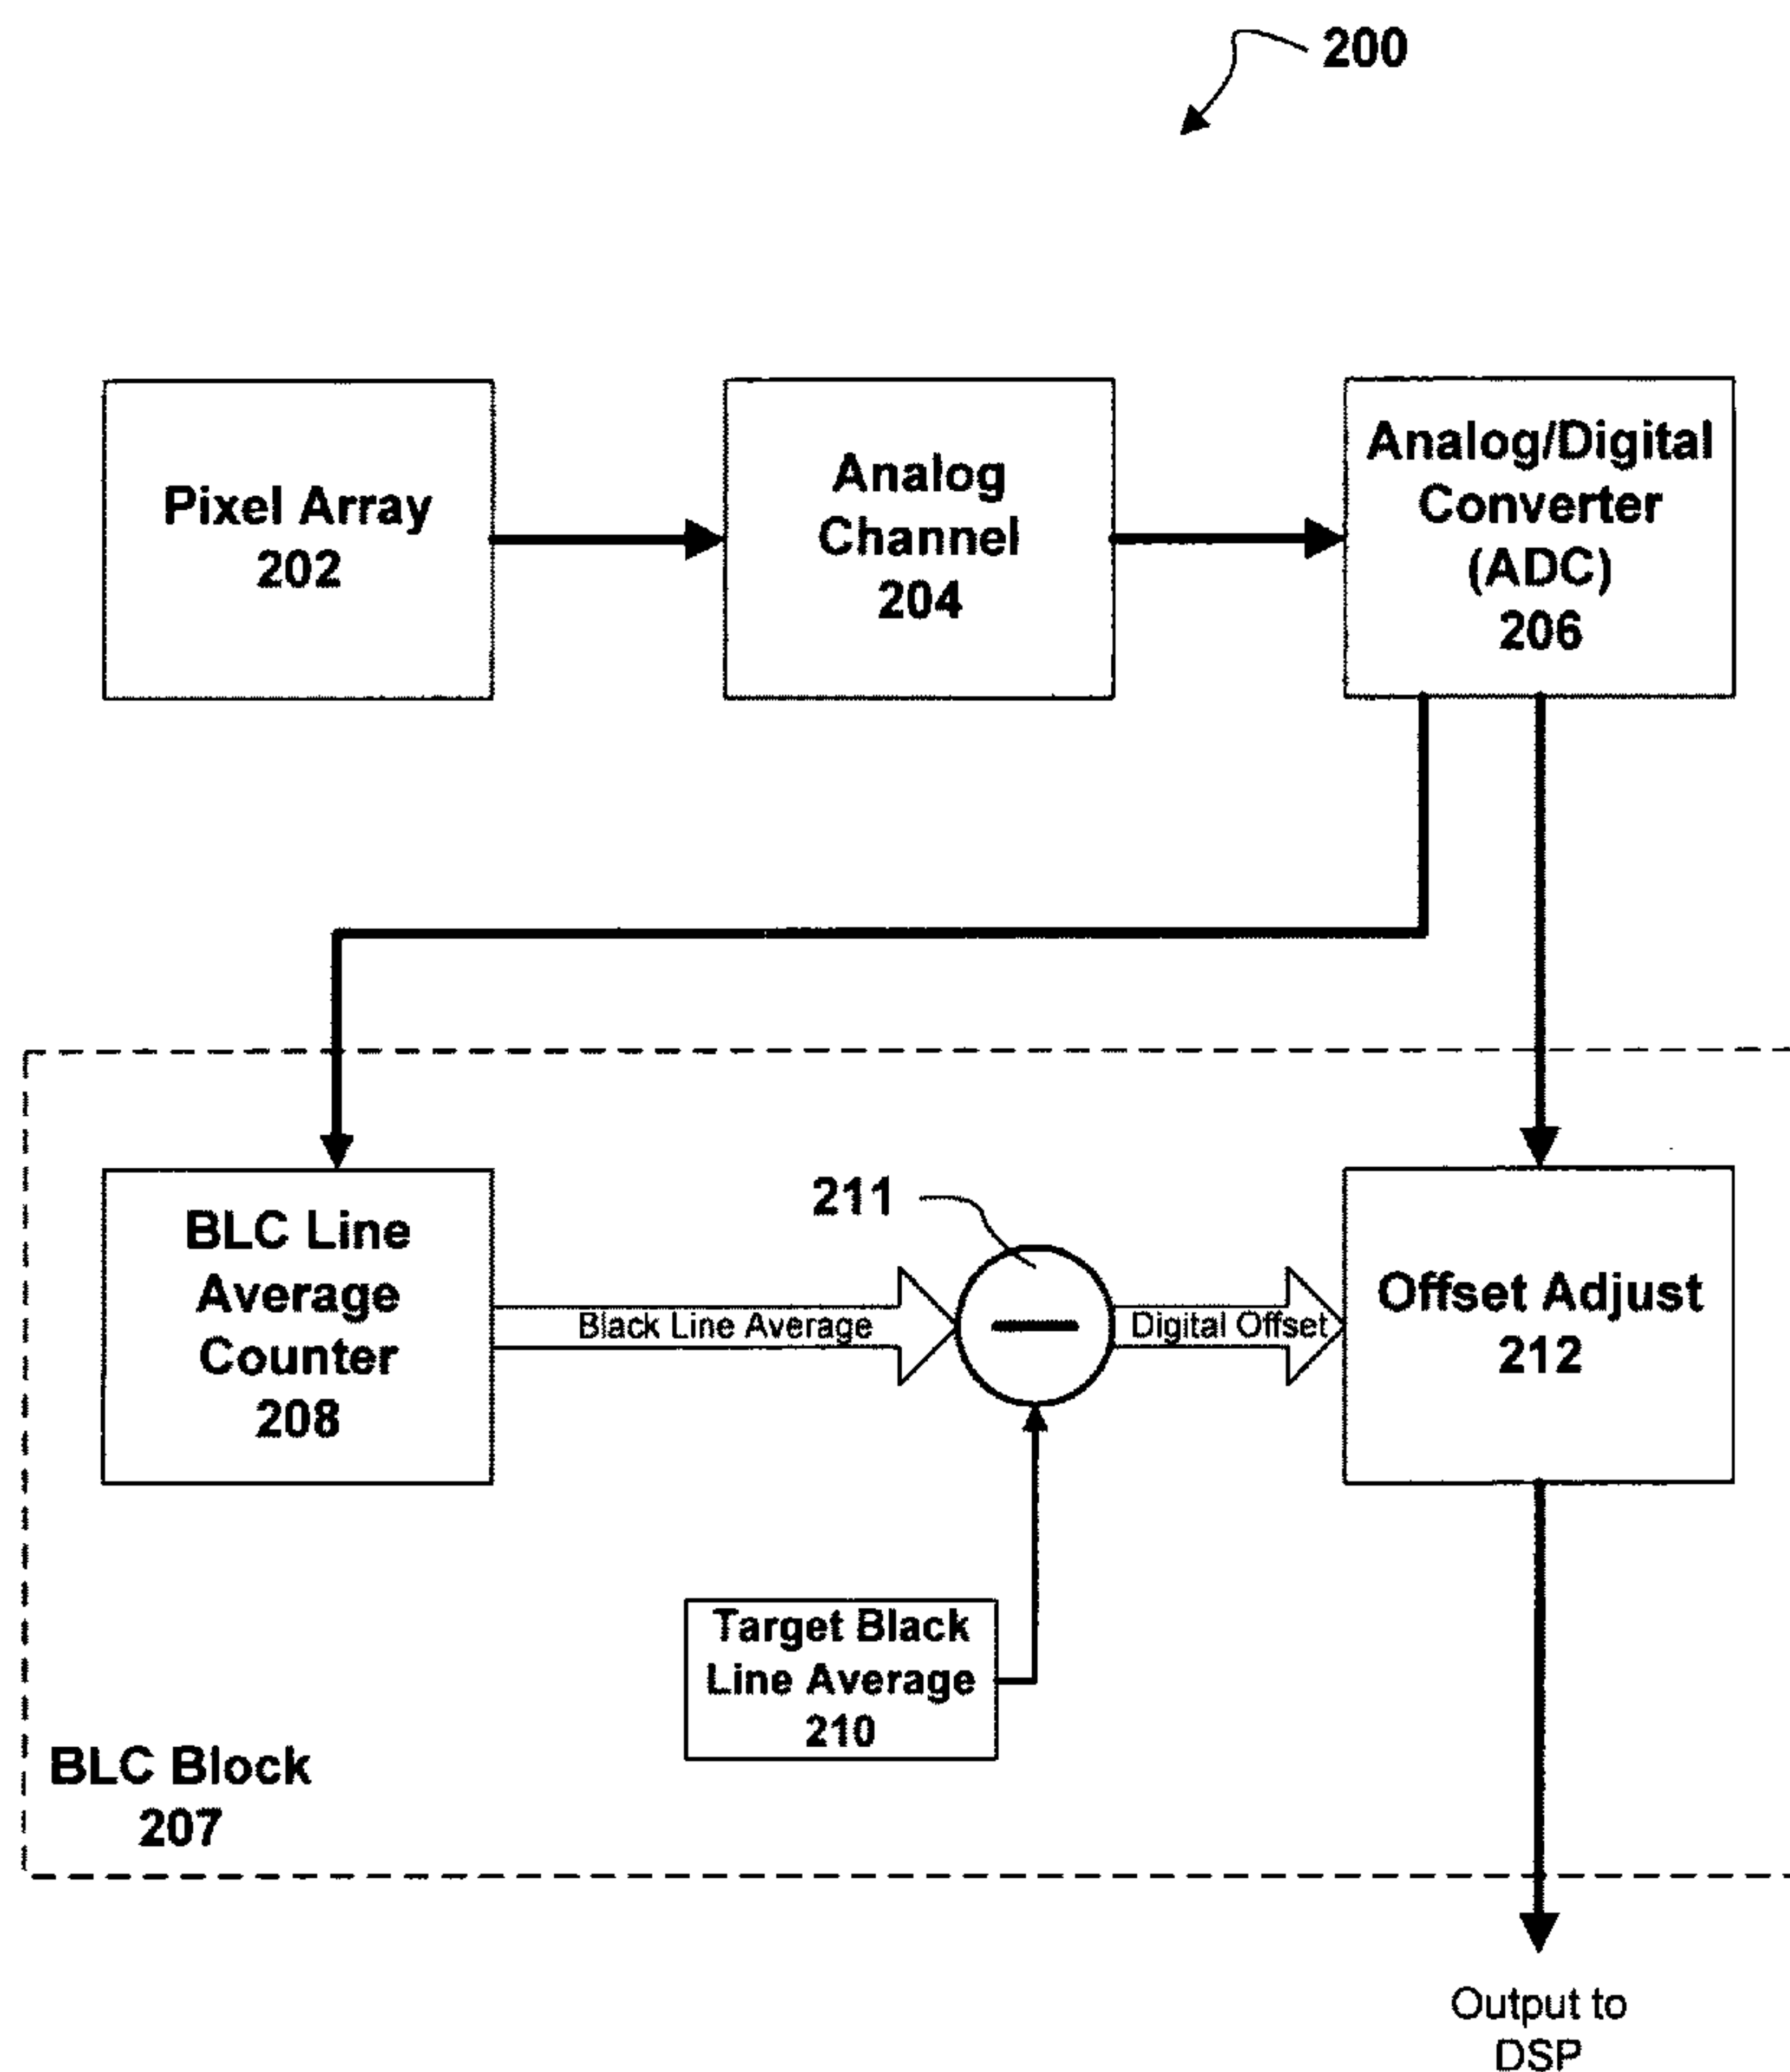 200
Pixel Array
202
Analog
Channel
204
Analog/Digital
Converter
(ADC)
206
BLC Line
Average
Counter
208
Black Line Average
211
Digital Offset
Offset Adjust
212
Target Black
Line Average
210
BLC Block
207
Output to
DSP